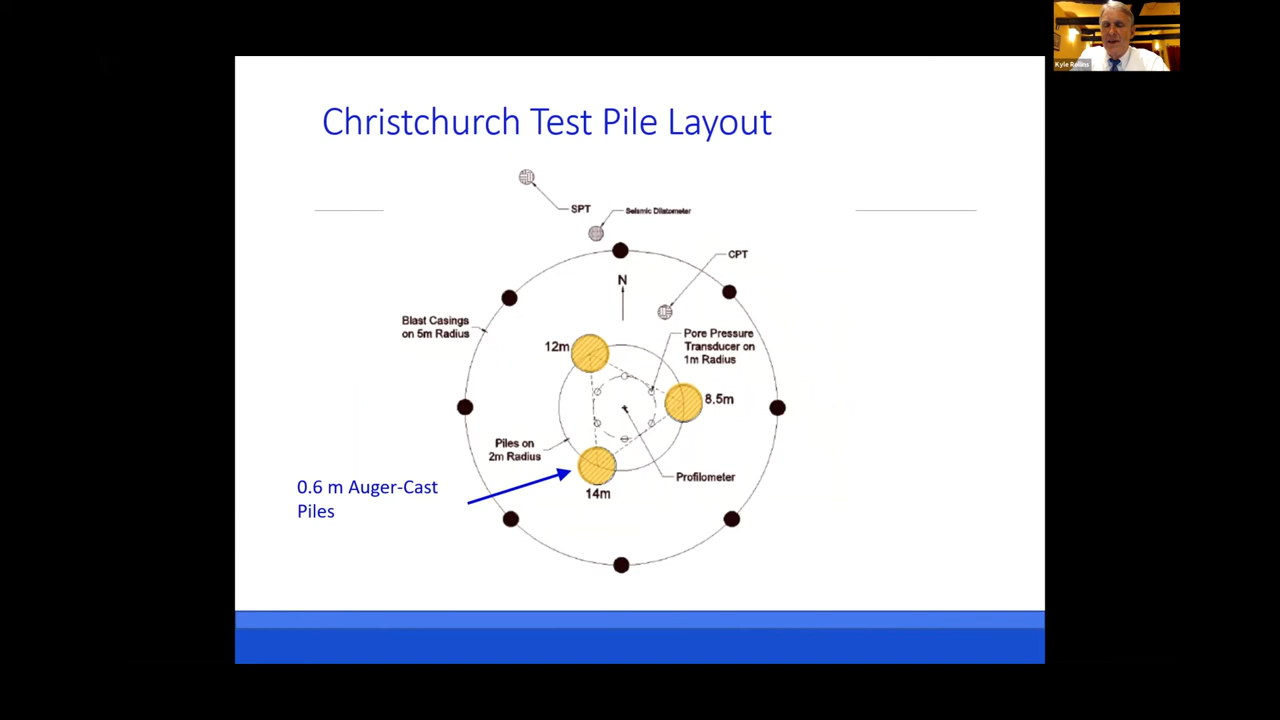 Kyle Rollins
Christchurch Test Pile Layout
SPT
Seismic Dilatometer
CPT
N
Blast Casings
on 5m Radius
Pore Pressure
Transducer on
1m Radius
12m
8.5m
Piles on
2m Radius
Profilometer
0.6 m Auger-Cast
Piles
14m